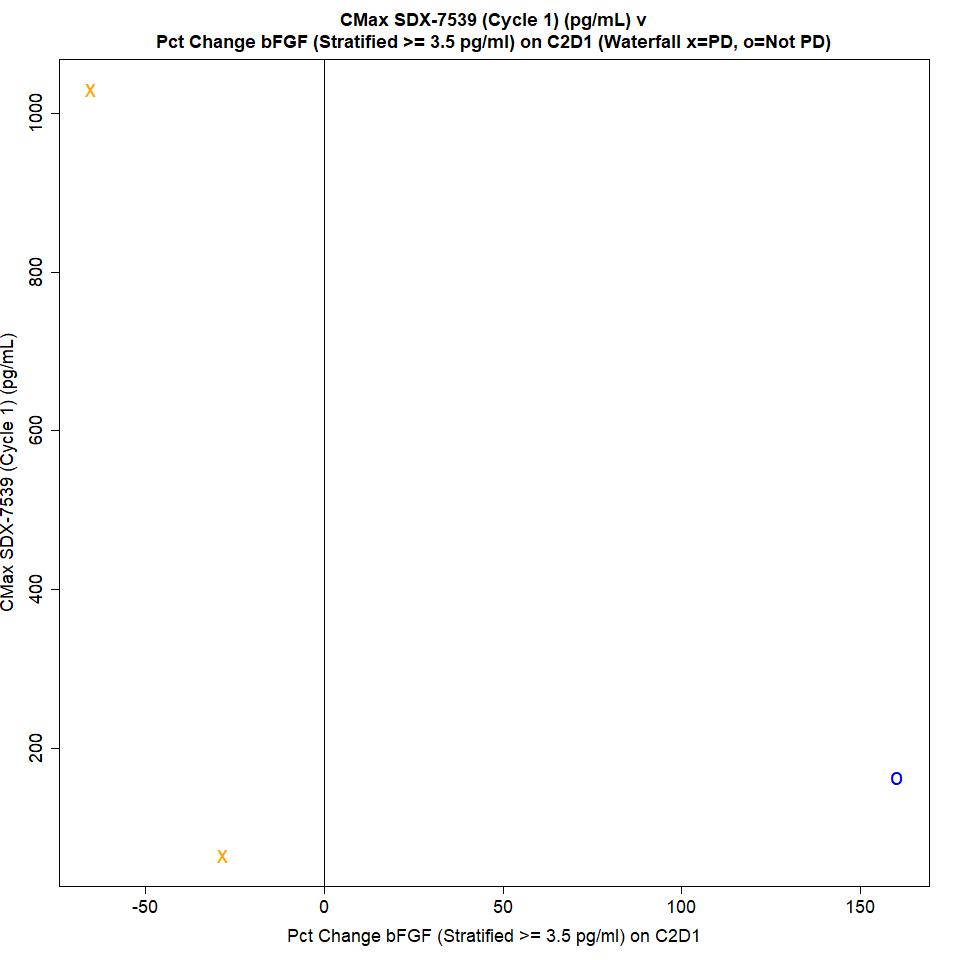 CMax SDX-7539 (Cycle 1) (pg/mL) v
Pct Change bFGF (Stratified >= 3.5 pg/ml) on C2D1 (Waterfall x=PD, o=Not PD)
CMax SDX-7539 (Cycle 1) (pg/mL)
1000
800
600
400
200
X
X
O
-50
0
50
100
150
Pct Change bFGF (Stratified >= 3.5 pg/ml) on C2D1